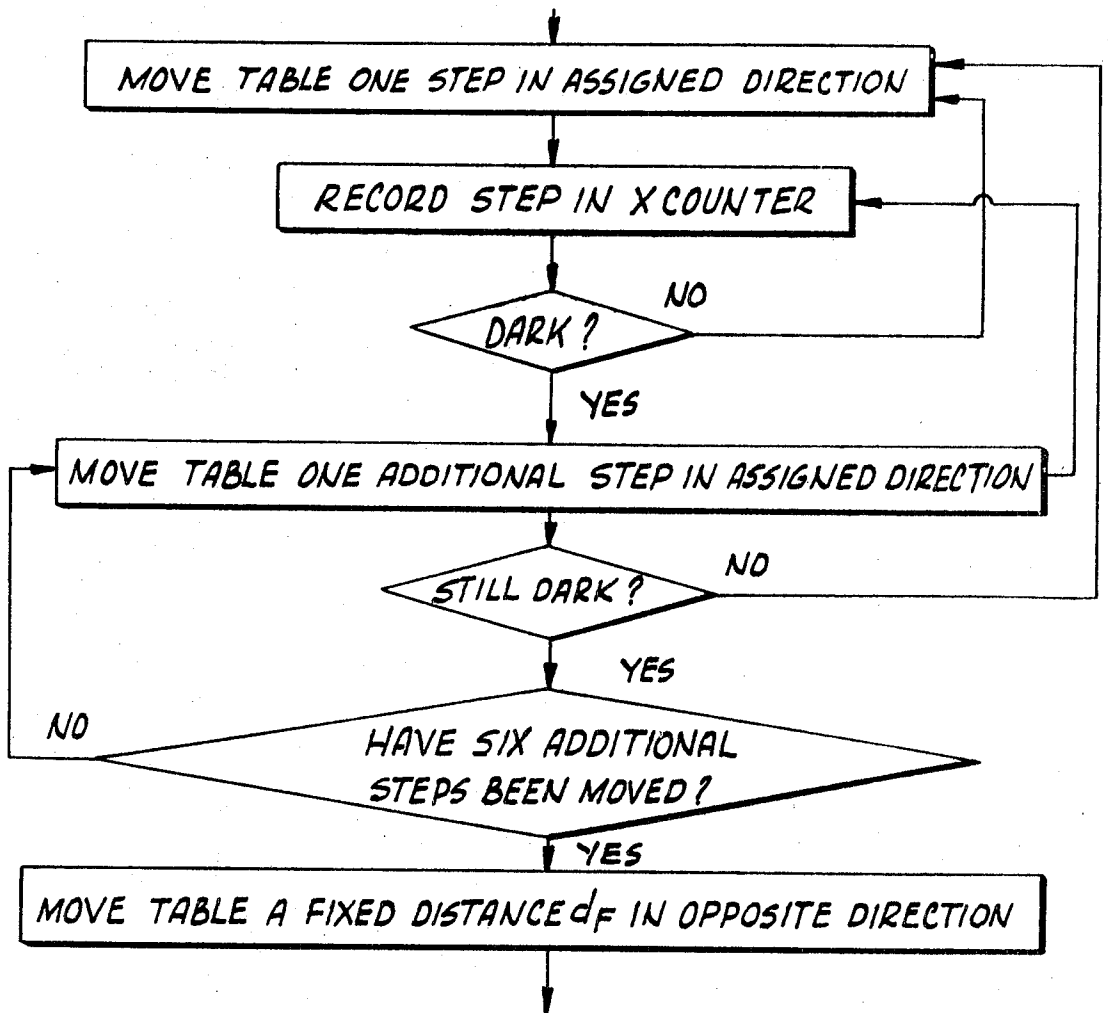 MOVE TABLE ONE STEP IN ASSIGNED DIRECTION
RECORD STEP IN X COUNTER
NO
DARK?
YES
MOVE TABLE ONE ADDITIONAL STEP IN ASSIGNED DIRECTION
NO
STILL DARK?
YES
NO
HAVE SIX ADDITIONAL
STEPS BEEN MOVED?
YES
MOVE TABLE A FIXED DISTANCE dF IN OPPOSITE DIRECTION